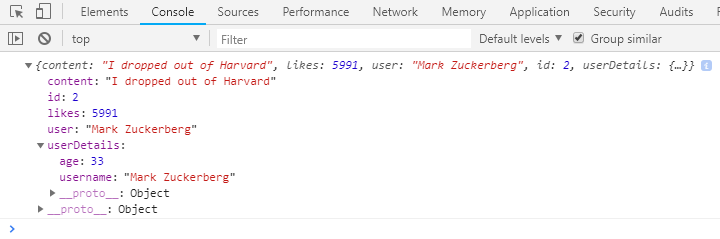 Elements Console Sources Performance Network Memory Application Security Audits
top Filter Default levels Group similar
{content: "I dropped out of Harvard", likes: 5991, user: "Mark Zuckerberg", id: 2, userDetails: {…}}
content: "I dropped out of Harvard"
id: 2
likes: 5991
user: "Mark Zuckerberg"
userDetails:
age: 33
username: "Mark Zuckerberg"
__proto__: Object
__proto__: Object